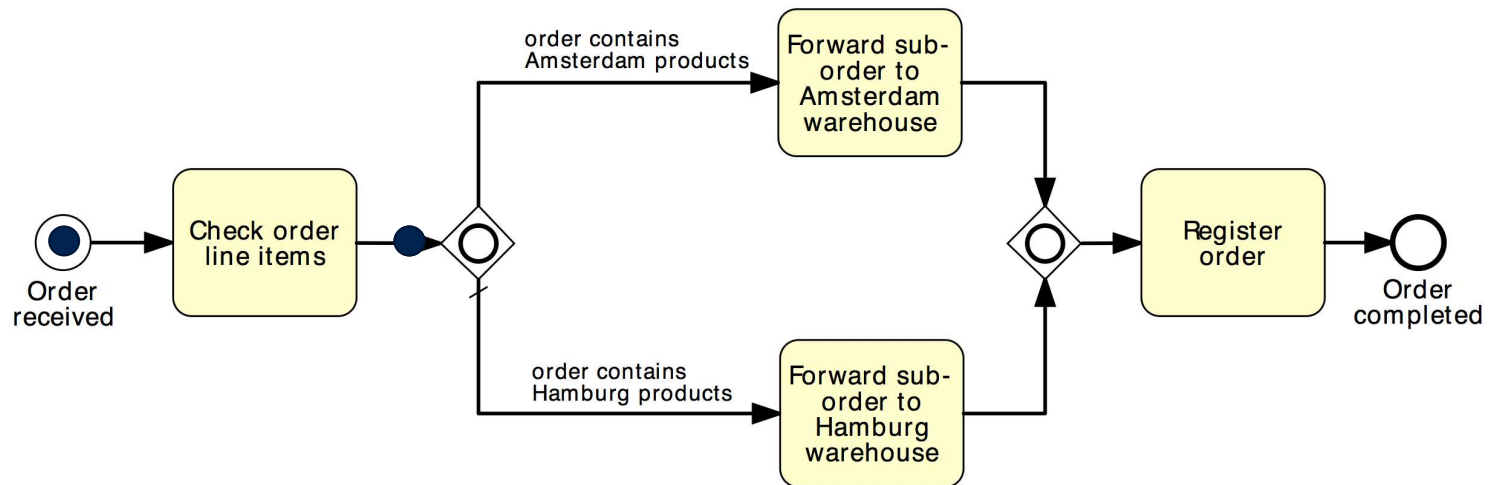 order contains
Amsterdam products
Forward sub-
order to
Amsterdam
warehouse
Order
received
Check order
line items
Register
order
Order
completed
order contains
Hamburg products
Forward sub-
order to
Hamburg
warehouse